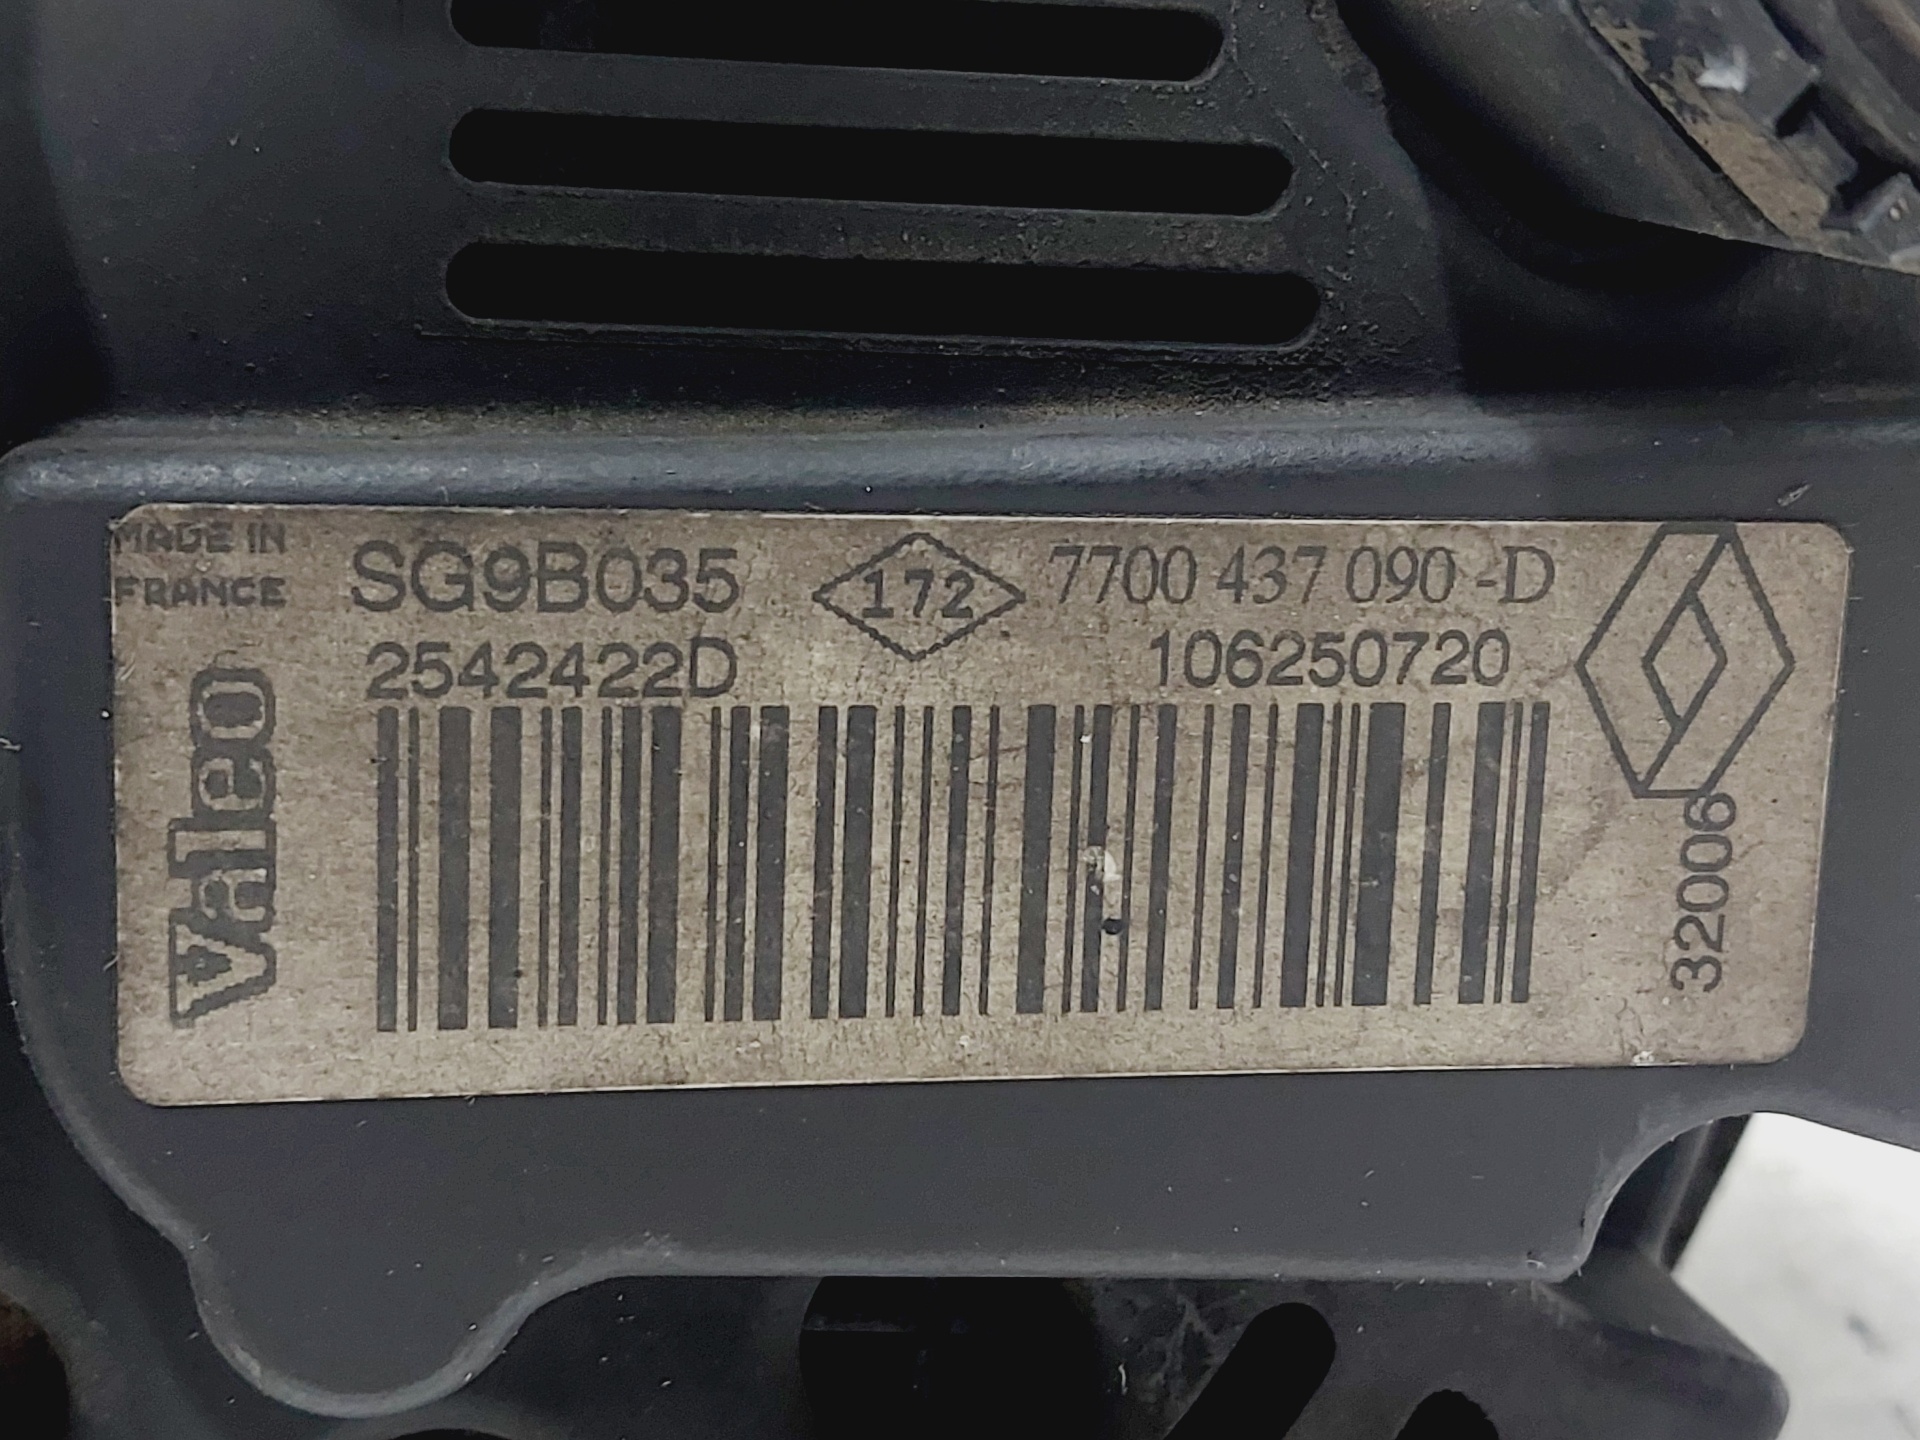 MADE IN
FRANCE
SG9B035
172
7700 437 090 -D
2542422D
106250720
Valeo
32006